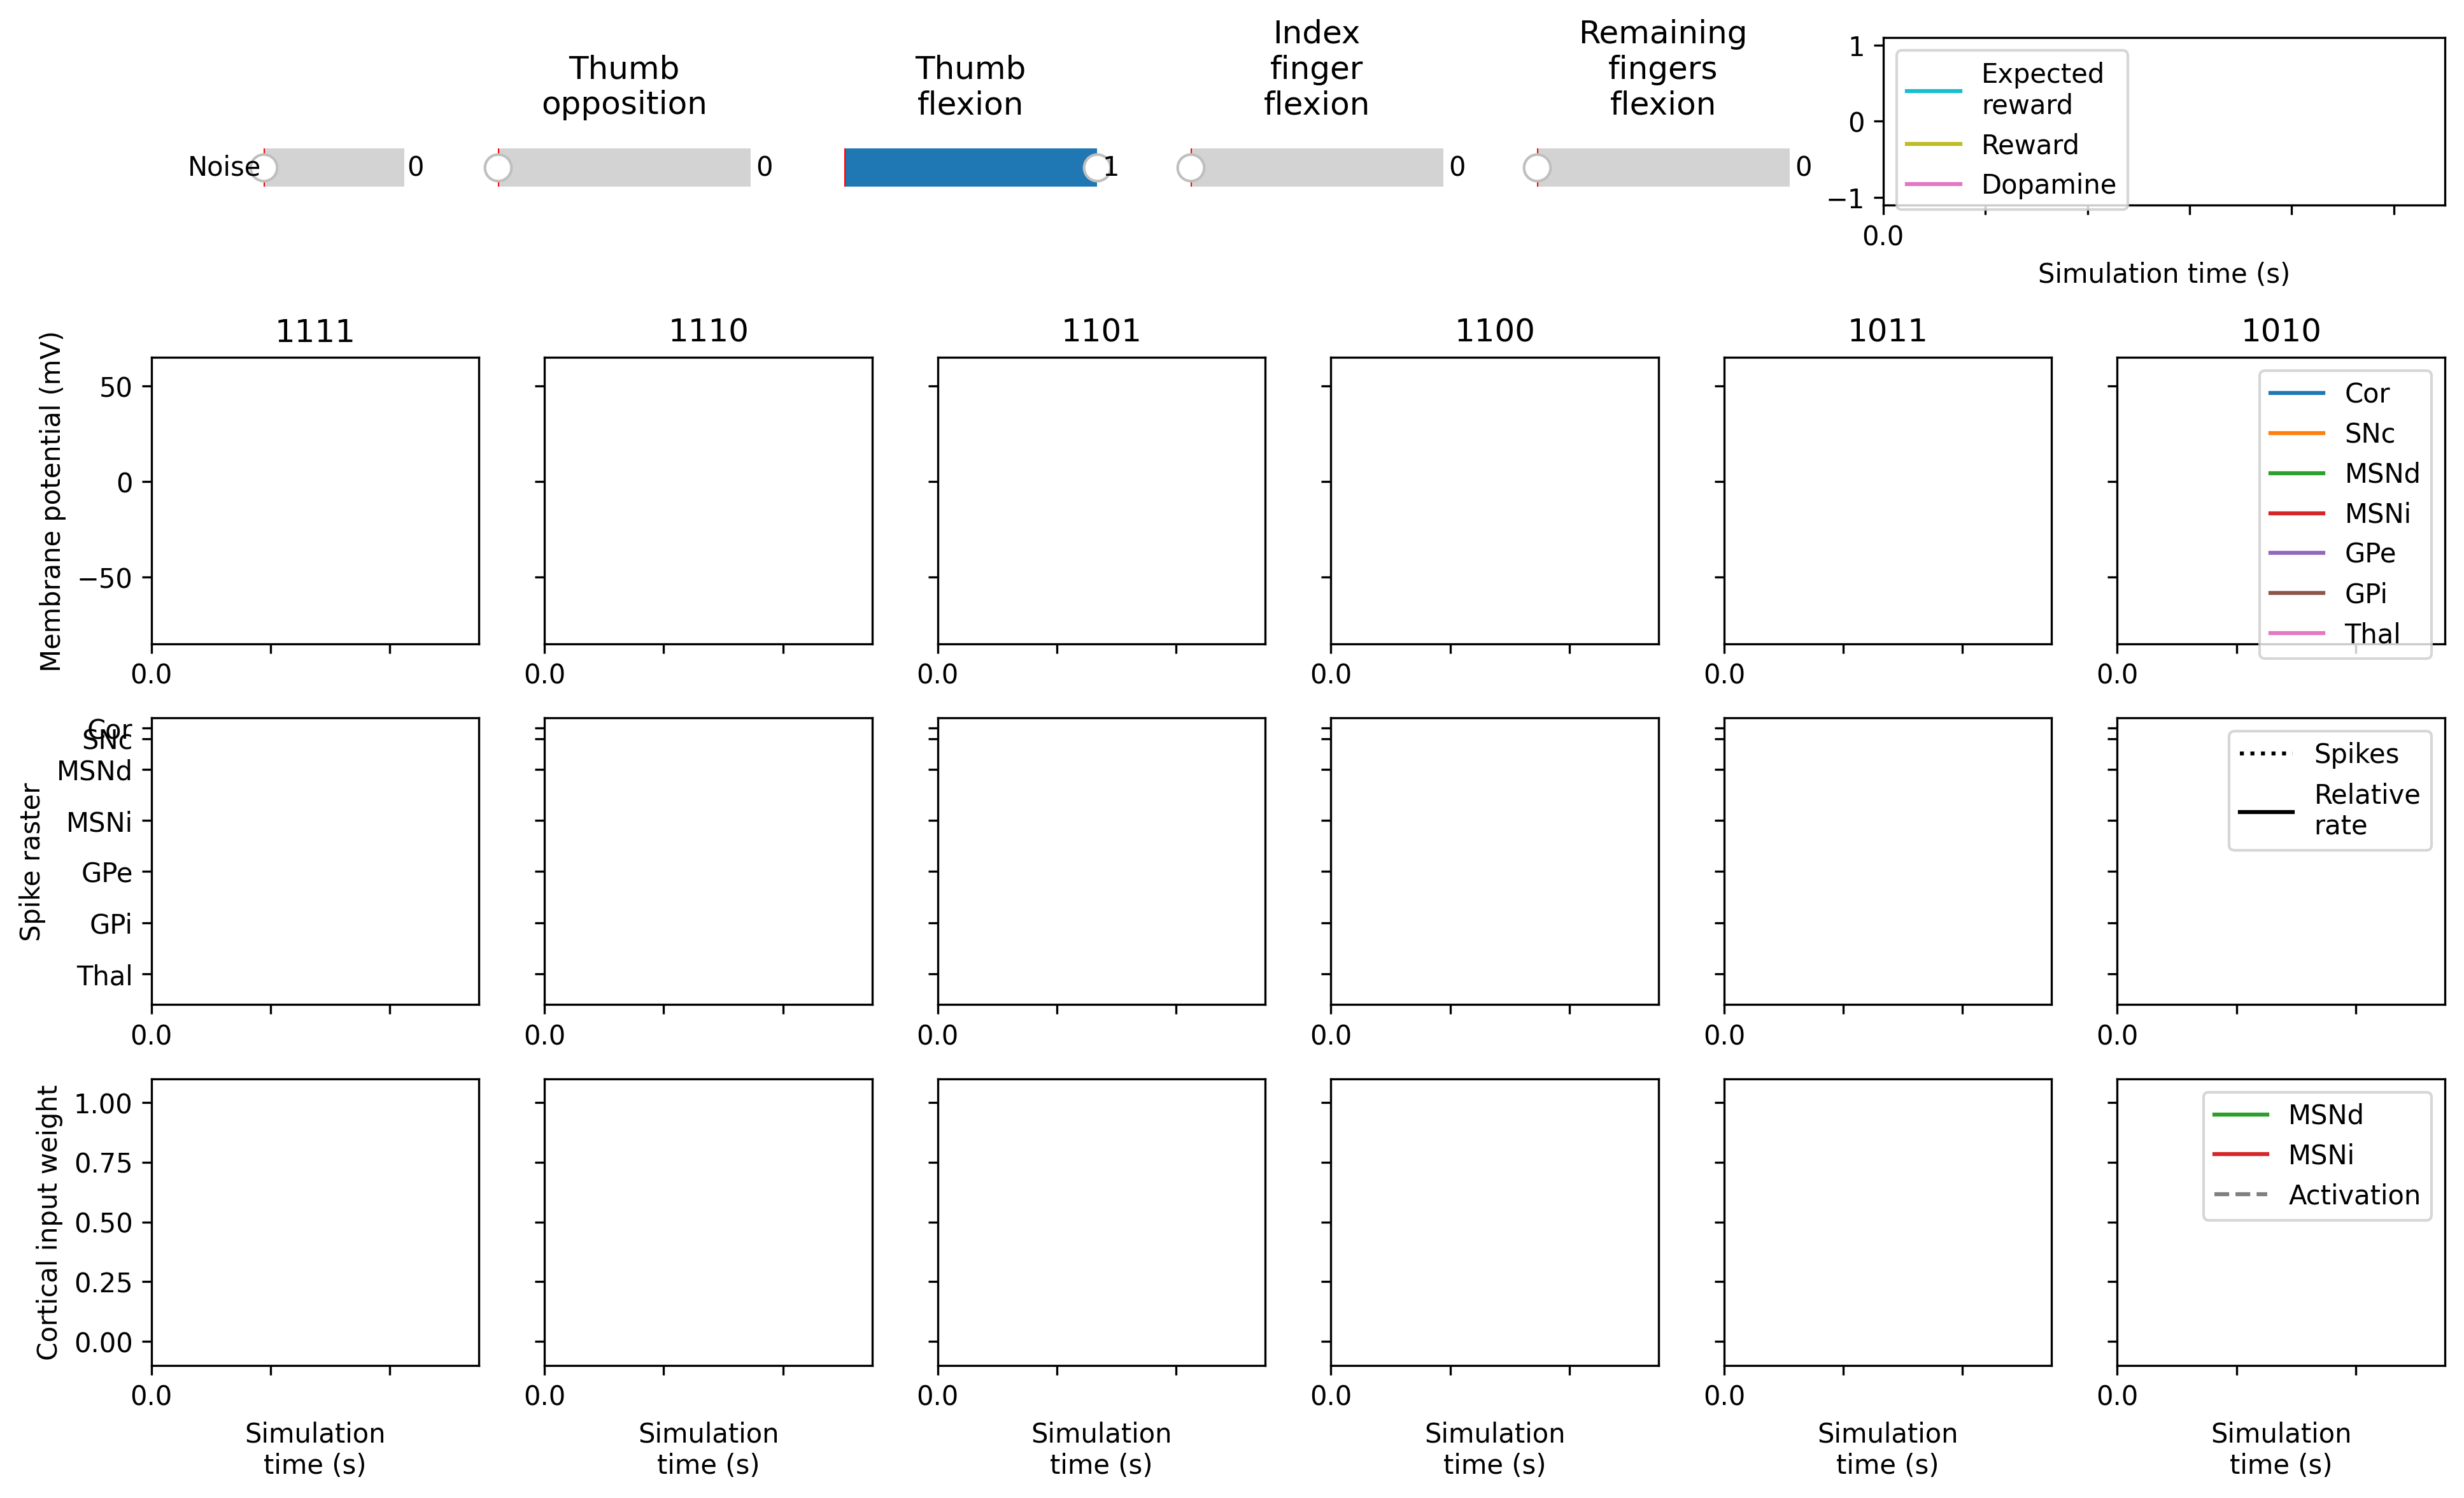 Thumb
opposition
Thumb
flexion
Index
finger
flexion
Remaining
fingers
flexion
Noise
0
0
1
0
0
1
0
−1
Expected
reward
Reward
Dopamine
0.0
Simulation time (s)
1111
1110
1101
1100
1011
1010
Membrane potential (mV)
50
0
−50
Cor
SNc
MSNd
MSNi
GPe
GPi
Thal
0.0
0.0
0.0
0.0
0.0
0.0
Spike raster
Cor
SNc
MSNd
MSNi
GPe
GPi
Thal
Spikes
Relative
rate
0.0
0.0
0.0
0.0
0.0
0.0
Cortical input weight
1.00
0.75
0.50
0.25
0.00
MSNd
MSNi
Activation
0.0
0.0
0.0
0.0
0.0
0.0
Simulation
time (s)
Simulation
time (s)
Simulation
time (s)
Simulation
time (s)
Simulation
time (s)
Simulation
time (s)